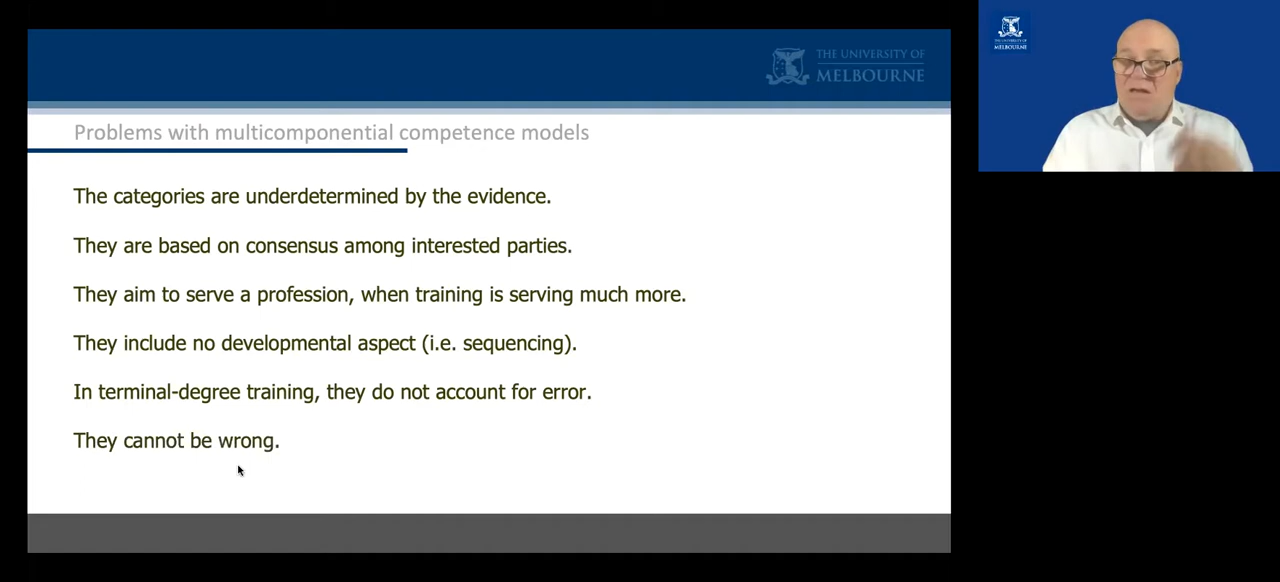 THE UNIVERSITY OF
MELBOURNE
MELBOURNE
Problems with multicomponential competence models
The categories are underdetermined by the evidence.
They are based on consensus among interested parties.
They aim to serve a profession, when training is serving much more.
They include no developmental aspect (i.e. sequencing).
In terminal-degree training, they do not account for error.
They cannot be wrong.